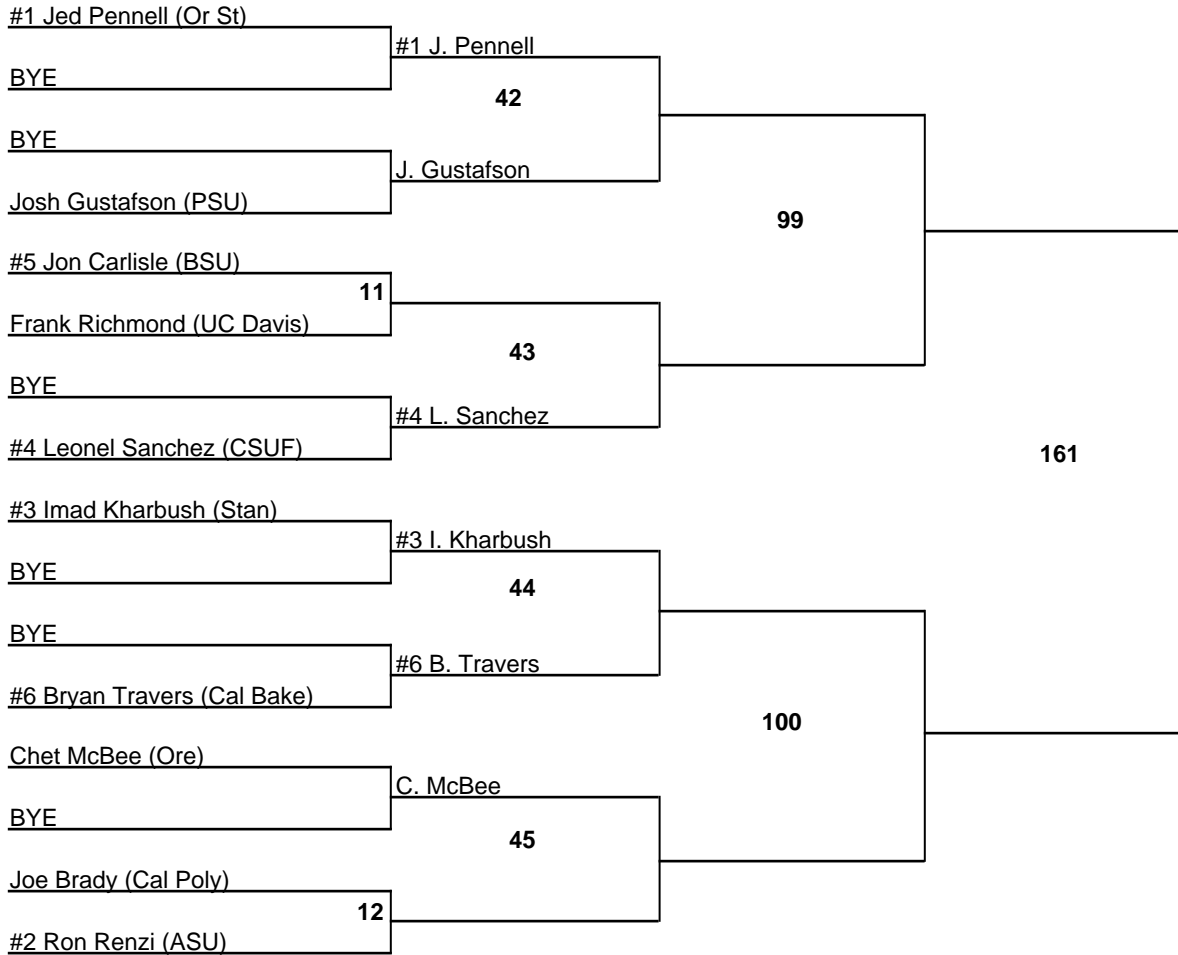 #1 Jed Pennell (Or St)
#1 J. Pennell
BYE
42
BYE
J. Gustafson
Josh Gustafson (PSU)
99
#5 Jon Carlisle (BSU)
11
Frank Richmond (UC Davis)
43
BYE
#4 L. Sanchez
#4 Leonel Sanchez (CSUF)
161
#3 Imad Kharbush (Stan)
#3 I. Kharbush
BYE
44
BYE
#6 B. Travers
#6 Bryan Travers (Cal Bake)
100
Chet McBee (Ore)
C. McBee
BYE
45
Joe Brady (Cal Poly)
12
#2 Ron Renzi (ASU)